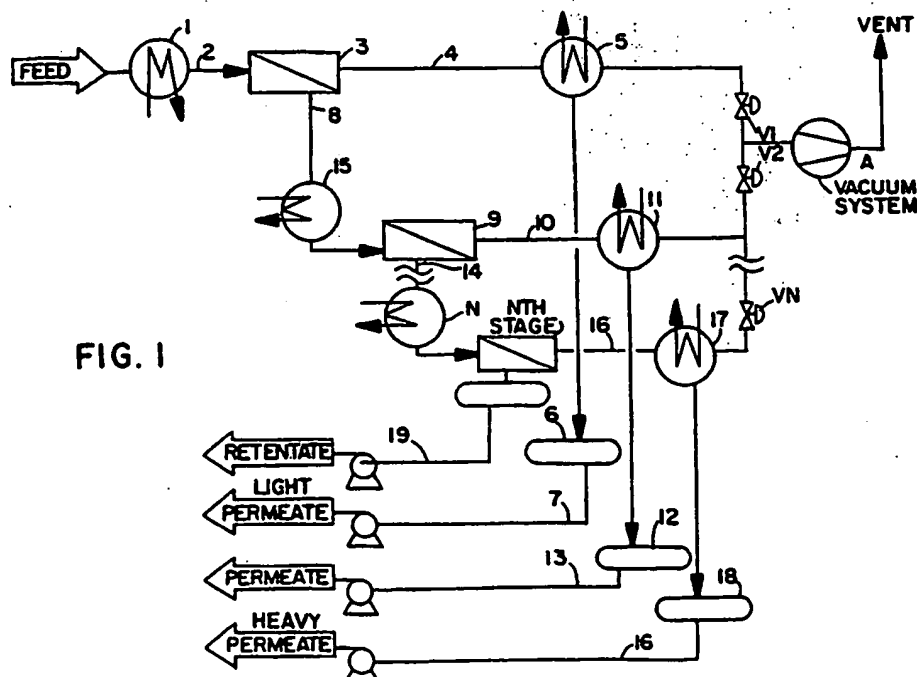 1
2
3
4
5
VENT
FEED
8
V1
V2
A
VACUUM
SYSTEM
15
9
10
11
14
N
NTH
STAGE
16
17
VN
FIG. 1
6
19
RETENTATE
LIGHT
PERMEATE
7
12
13
PERMEATE
18
HEAVY
PERMEATE
16